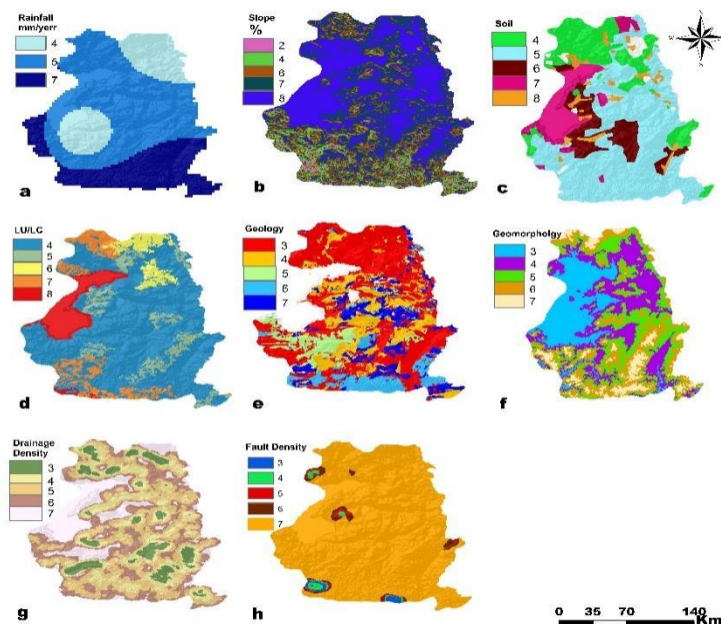 Rainfall
mm/yerr
4
5
7
a
Slope
%
2
4
6
7
8
b
Soil
4
5
6
7
8
c
N
LU/LC
4
5
6
7
8
d
Geology
3
4
5
6
7
e
Geomorpholgy
3
4
5
6
7
f
Drainage
Density
3
4
5
6
7
g
Fault Density
3
4
5
6
7
h
0 35 70 140
Km